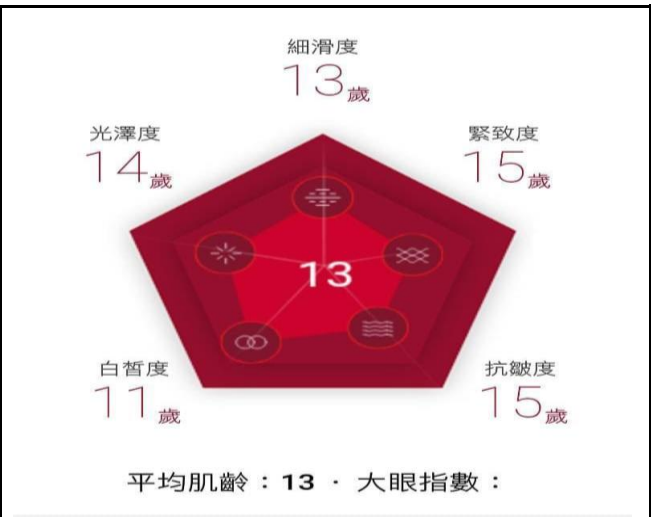 細滑度
13歲
光澤度
14歲
緊致度
15歲
13
白皙度
11歲
抗皺度
15歲
平均肌齡：13 · 大眼指數：